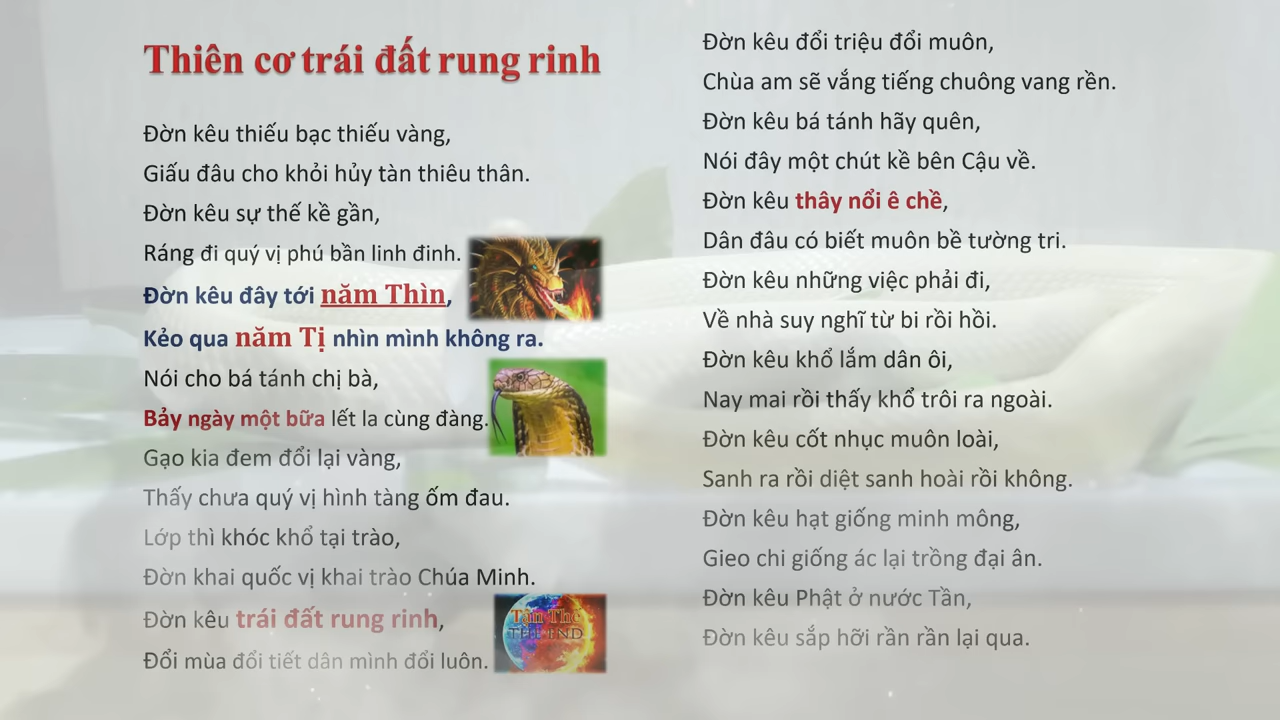 Thiên cơ trái đất rung rinh
Đờn kêu thiếu bạc thiếu vàng,
Giấu đâu cho khỏi hủy tàn thiêu thân.
Đờn kêu sự thế kề gần,
Ráng đi quý vị phú bần linh đinh.
Đờn kêu đây tới năm Thìn,
Kẻo qua năm Tị nhìn mình không ra.
Nói cho bá tánh chị bà,
Bảy ngày một bữa lết la cùng đàng.
Gạo kia đem đổi lại vàng,
Thấy chưa quý vị hình tàng ốm đau.
Lớp thì khóc khổ tại trào,
Đờn khai quốc vị khai trào Chúa Minh.
Đờn kêu trái đất rung rinh,
Đổi mùa đổi tiết dân mình đổi luôn.
Tận Thế
THE END
Đờn kêu đổi triệu đổi muôn,
Chùa am sẽ vắng tiếng chuông vang rền.
Đờn kêu bá tánh hãy quên,
Nói đây một chút kề bên Cậu về.
Đờn kêu thây nổi ê chề,
Dân đâu có biết muôn bề tường tri.
Đờn kêu những việc phải đi,
Về nhà suy nghĩ từ bi rồi hồi.
Đờn kêu khổ lắm dân ôi,
Nay mai rồi thấy khổ trôi ra ngoài.
Đờn kêu cốt nhục muôn loài,
Sanh ra rồi diệt sanh hoài rồi không.
Đờn kêu hạt giống minh mông,
Gieo chi giống ác lại trồng đại ân.
Đờn kêu Phật ở nước Tần,
Đờn kêu sắp hỡi rần rần lại qua.